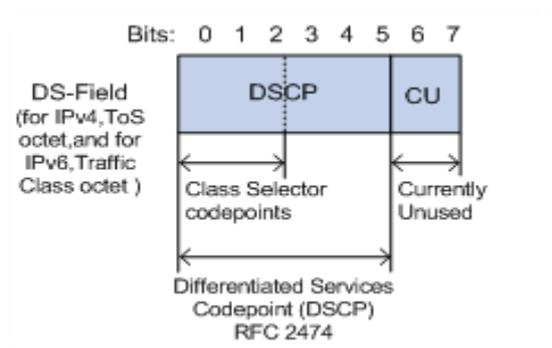 Bits: 0 1 2 3 4 5 6 7
DS-Field
(for IPv4,ToS
octet,and for
IPv6,Traffic
Class octet )
DSCP
CU
Class Selector
codepoints
Currently
Unused
Differentiated Services
Codepoint (DSCP)
RFC 2474